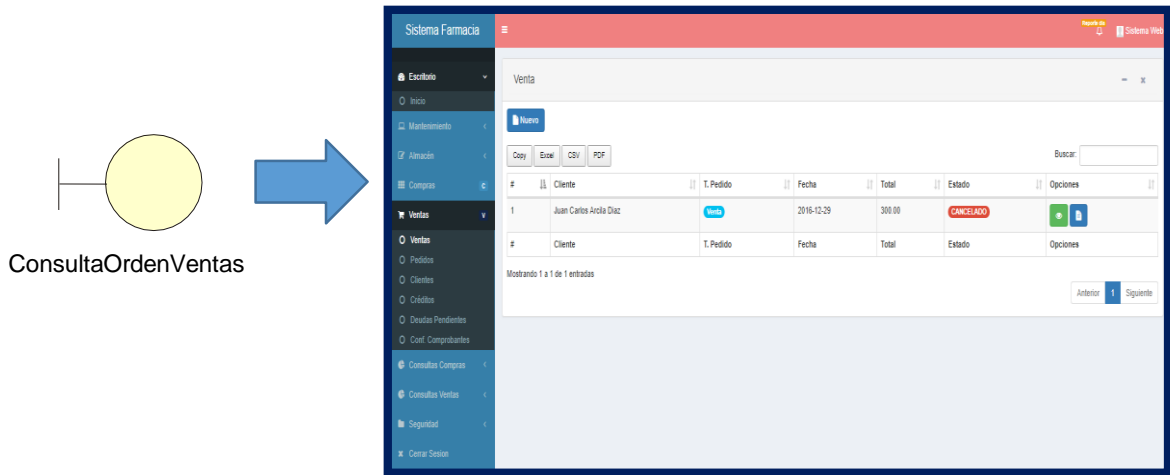 ConsultaOrdenVentas
Sistema Farmacia
Reporte de
Sistema Web
Escritorio
Inicio
Mantenimiento
Almacén
Compras C
Ventas
Ventas
Pedidos
Clientes
Créditos
Deudas Pendientes
Conf. Comprobantes
Consultas Compras
Consultas Ventas
Seguridad
Cerrar Sesion
Venta
Nuevo
Copy Excel CSV PDF Buscar:
# Cliente T. Pedido Fecha Total Estado Opciones
1 Juan Carlos Arcila Diaz Venta 2016-12-29 300.00 CANCELADO
# Cliente T. Pedido Fecha Total Estado Opciones
Mostrando 1 a 1 de 1 entradas
Anterior 1 Siguiente